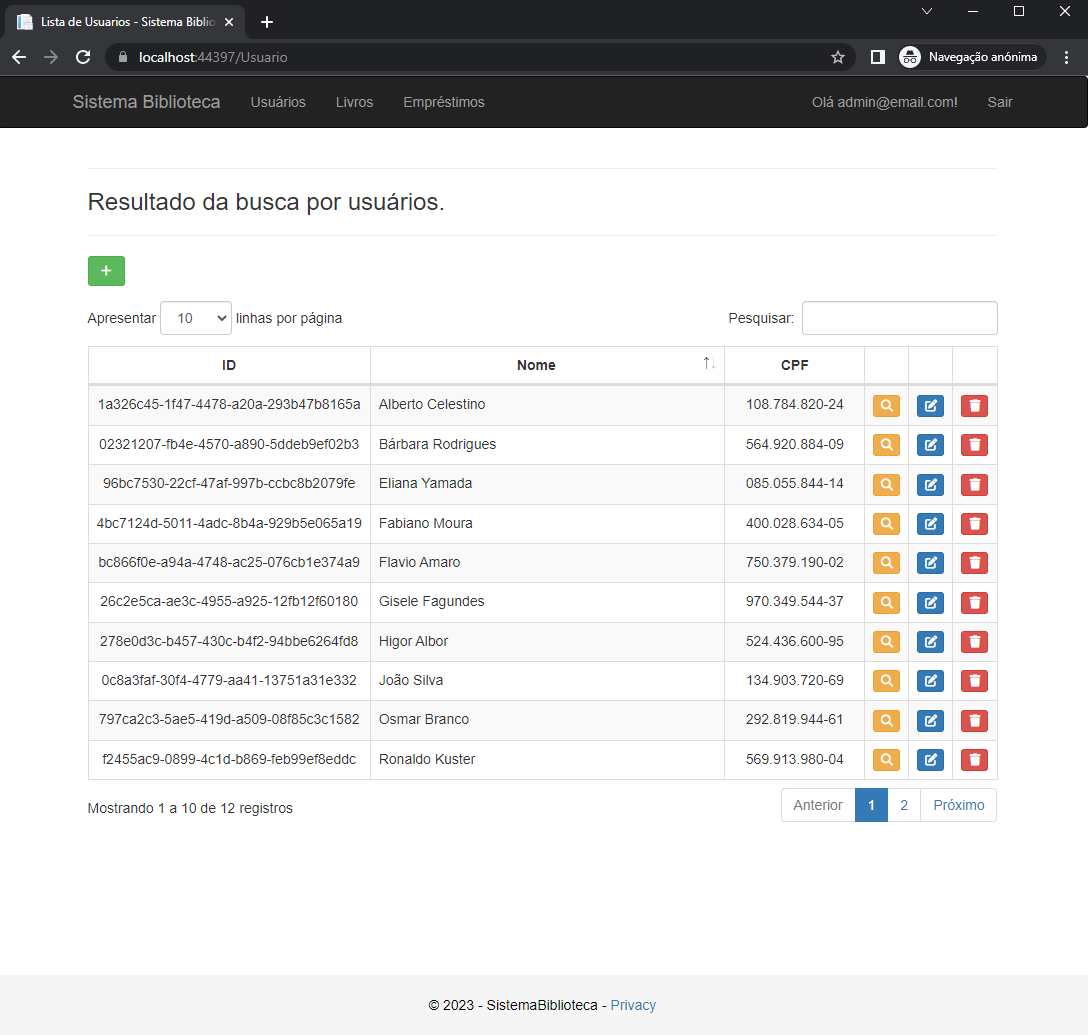 Lista de Usuarios - Sistema Biblio
localhost:44397/Usuario
Navegação anónima
Sistema Biblioteca Usuários Livros Empréstimos Olá admin@email.com! Sair
Resultado da busca por usuários.
+
Apresentar 10 linhas por página Pesquisar:
ID Nome CPF
1a326c45-1f47-4478-a20a-293b47b8165a Alberto Celestino 108.784.820-24
02321207-fb4e-4570-a890-5ddeb9ef02b3 Bárbara Rodrigues 564.920.884-09
96bc7530-22cf-47af-997b-ccbc8b2079fe Eliana Yamada 085.055.844-14
4bc7124d-5011-4adc-8b4a-929b5e065a19 Fabiano Moura 400.028.634-05
bc866f0e-a94a-4748-ac25-076cb1e374a9 Flavio Amaro 750.379.190-02
26c2e5ca-ae3c-4955-a925-12fb12f60180 Gisele Fagundes 970.349.544-37
278e0d3c-b457-430c-b4f2-94bbe6264fd8 Higor Albor 524.436.600-95
0c8a3faf-30f4-4779-aa41-13751a31e332 João Silva 134.903.720-69
797ca2c3-5ae5-419d-a509-08f85c3c1582 Osmar Branco 292.819.944-61
f2455ac9-0899-4c1d-b869-feb99ef8eddc Ronaldo Kuster 569.913.980-04
Mostrando 1 a 10 de 12 registros Anterior 1 2 Próximo
© 2023 - SistemaBiblioteca - Privacy